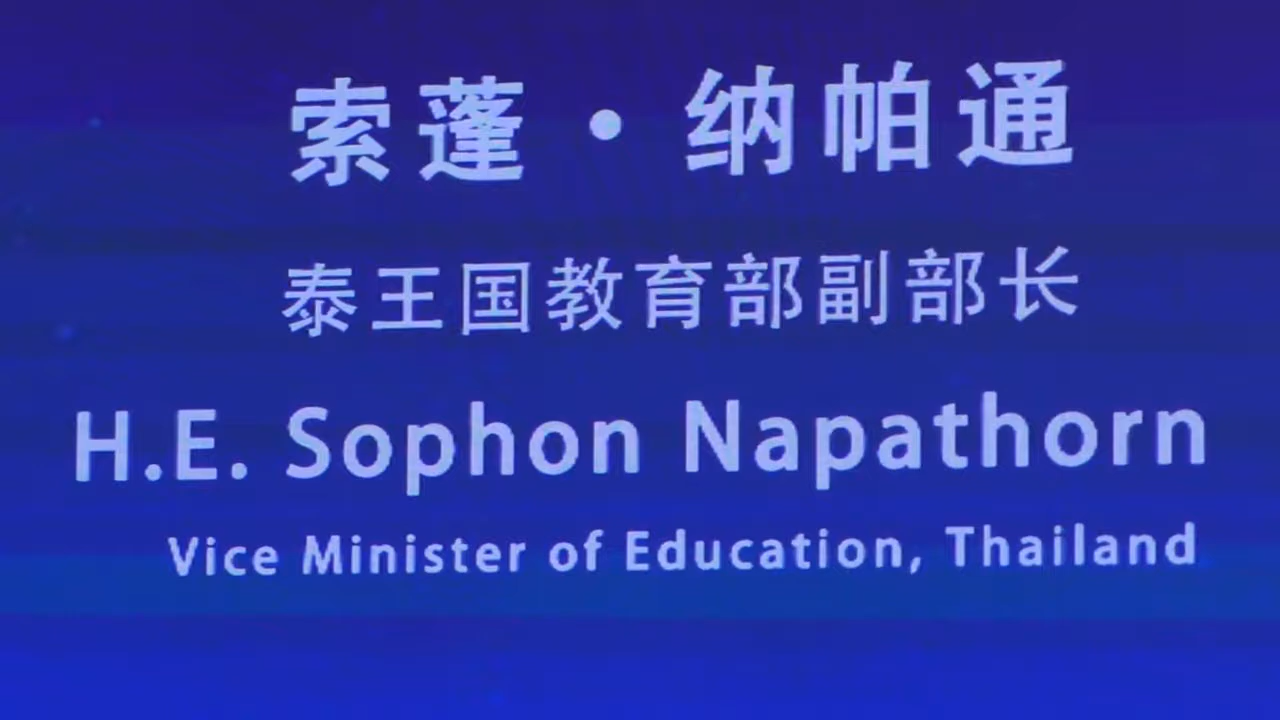 索蓬·纳帕通
泰王国教育部副部长
H.E. Sophon Napathorn
Vice Minister of Education, Thailand